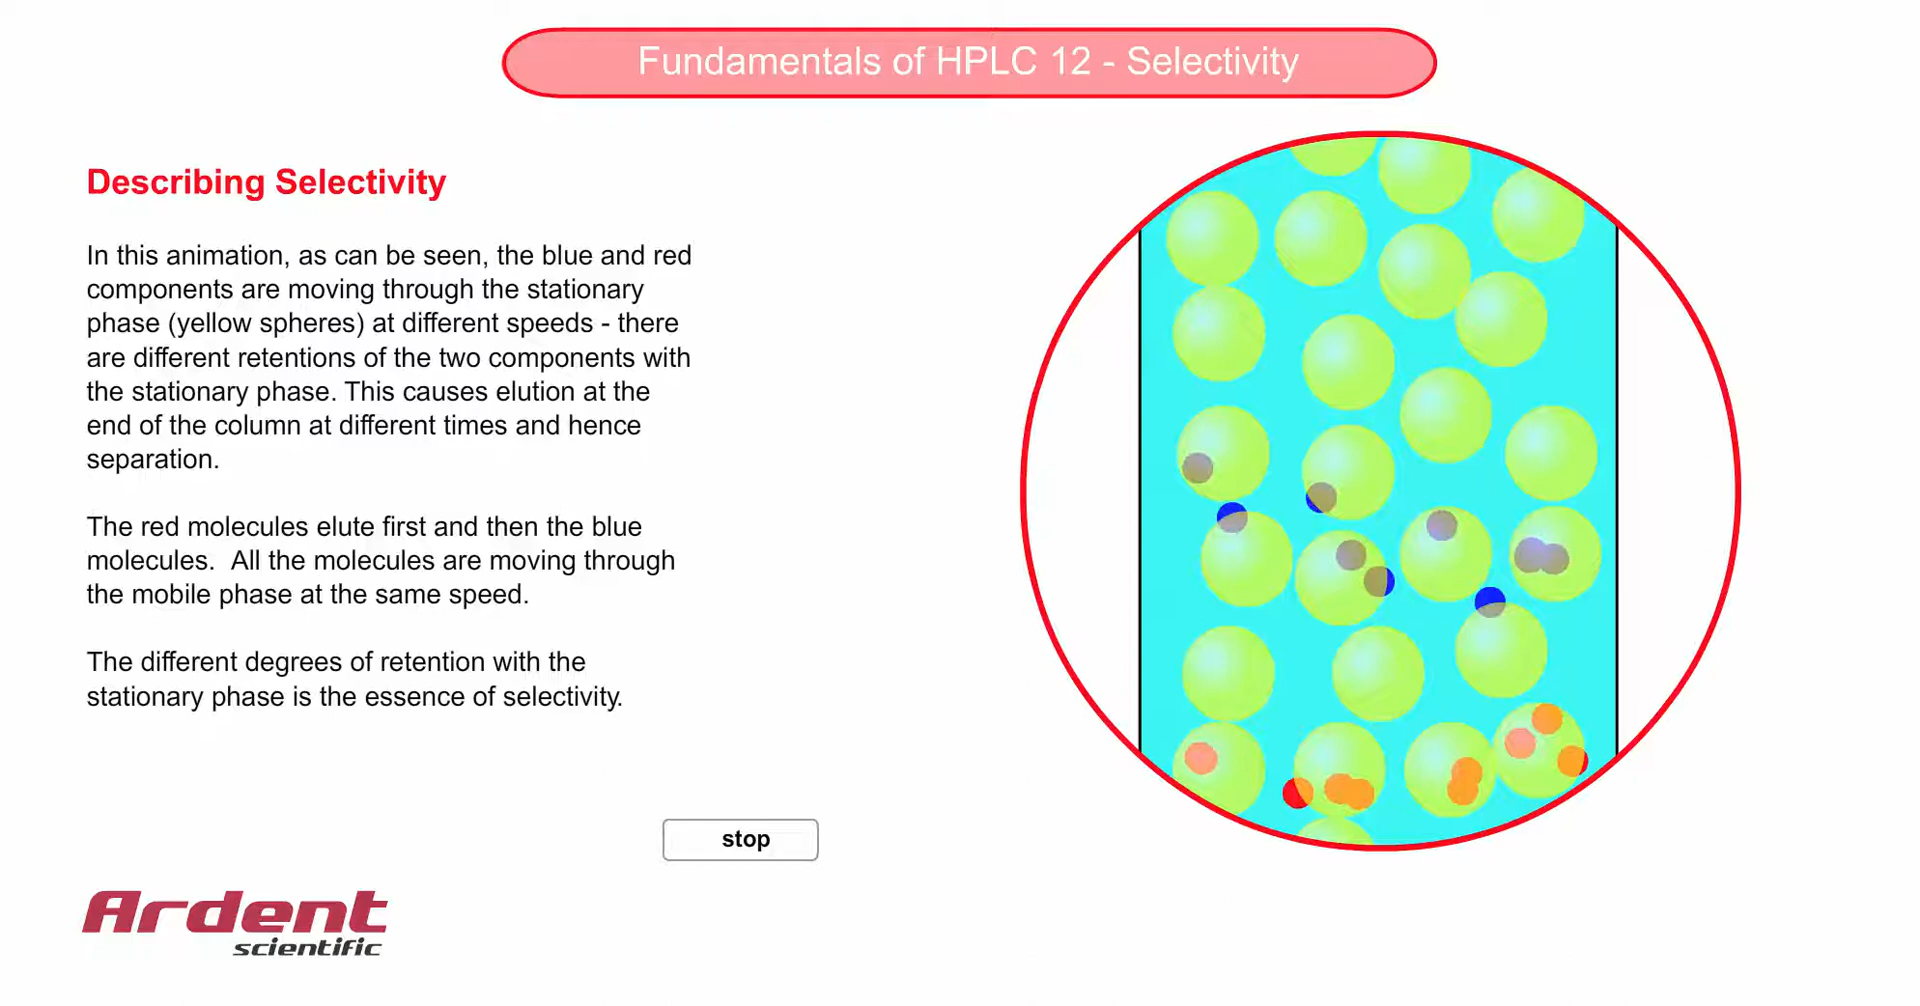 Fundamentals of HPLC 12 - Selectivity
Describing Selectivity
In this animation, as can be seen, the blue and red
components are moving through the stationary
phase (yellow spheres) at different speeds - there
are different retentions of the two components with
the stationary phase. This causes elution at the
end of the column at different times and hence
separation.
The red molecules elute first and then the blue
molecules.  All the molecules are moving through
the mobile phase at the same speed.
The different degrees of retention with the
stationary phase is the essence of selectivity.
stop
Ardent
scientific